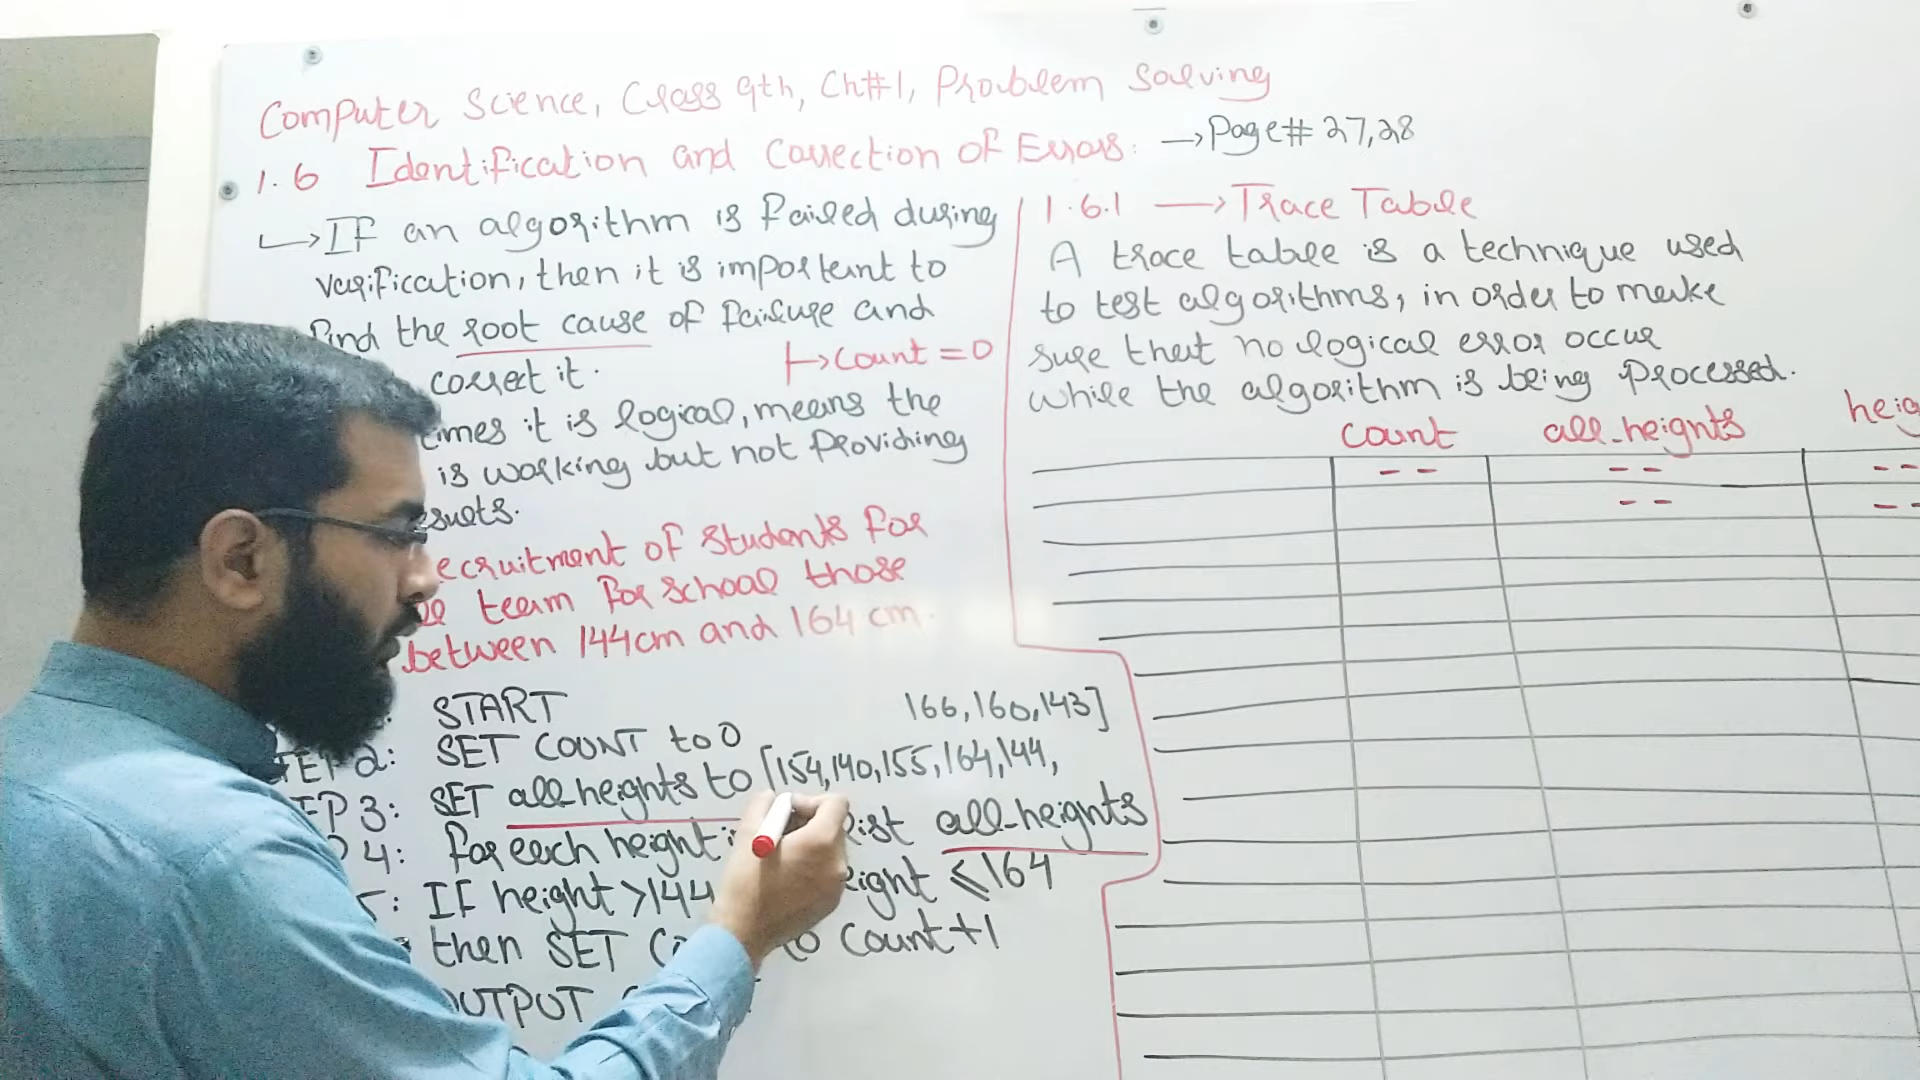 Computer Science, Class 9th, Ch#1, Problem Solving
1.6 Identification and Correction of Errors: → Page# 27,28
↳ If an algorithm is failed during
verification, then it is important to
find the root cause of failure and
correct it.
↦ count = 0
times it is logical, means the
is working but not providing
esults.
ecruitment of students for
team for school those
between 144cm and 164 cm.
START
166,160,143]
TEP 2: SET COUNT to 0
EP 3: SET all-heights to [154,140,155,164,144,
P 4: For each height in list all-heights
5: If height >144 eight ⩽164
then SET Co to count+1
OUTPUT
1.6.1 → Trace Table
A trace table is a technique used
to test algorithms, in order to make
sure that no logical error occur
while the algorithm is being processed.
count all-heights heig
-- -- --
-- --